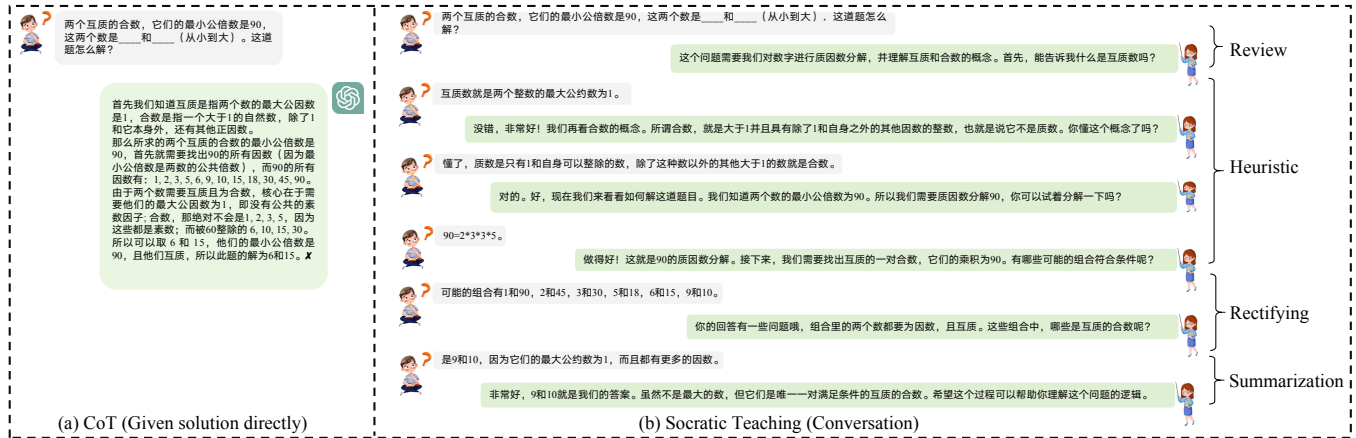 两个互质的合数，它们的最小公倍数是90，
这两个数是____和____（从小到大）。这道
题怎么解？
首先我们知道互质是指两个数的最大公因数
是1，合数是指一个大于1的自然数，除了1
和它本身外，还有其他正因数。
那么所求的两个互质的合数的最小公倍数是
90，首先就需要找出90的所有因数（因为最
小公倍数是两数的公共倍数），而90的所有
因数有：1, 2, 3, 5, 6, 9, 10, 15, 18, 30, 45, 90。
由于两个数需要互质且为合数，核心在于需
要他们的最大公因数为1，即没有公共的素
数因子; 合数，那绝对不会是1, 2, 3, 5，因为
这些都是素数；而被60整除的 6, 10, 15, 30。
所以可以取 6 和 15，他们的最小公倍数是
90，且他们互质，所以此题的解为6和15。✘
(a) CoT (Given solution directly)
两个互质的合数，它们的最小公倍数是90，这两个数是____和____（从小到大）．这道题怎么
解？
这个问题需要我们对数字进行质因数分解，并理解互质和合数的概念。首先，能告诉我什么是互质数吗？
Review
互质数就是两个整数的最大公约数为1。
没错，非常好！我们再看合数的概念。所谓合数，就是大于1并且具有除了1和自身之外的其他因数的整数，也就是说它不是质数。你懂这个概念了吗？
懂了，质数是只有1和自身可以整除的数，除了这种数以外的其他大于1的数就是合数。
Heuristic
对的。好，现在我们来看看如何解这道题目。我们知道两个数的最小公倍数为90。所以我们需要质因数分解90，你可以试着分解一下吗？
90=2*3*3*5。
做得好！这就是90的质因数分解。接下来，我们需要找出互质的一对合数，它们的乘积为90。有哪些可能的组合符合条件呢？
可能的组合有1和90，2和45，3和30，5和18，6和15，9和10。
Rectifying
你的回答有一些问题哦，组合里的两个数都要为因数，且互质。这些组合中，哪些是互质的合数呢？
是9和10，因为它们的最大公约数为1，而且都有更多的因数。
Summarization
非常好，9和10就是我们的答案。虽然不是最大的数，但它们是唯一一对满足条件的互质的合数。希望这个过程可以帮助你理解这个问题的逻辑。
(b) Socratic Teaching (Conversation)